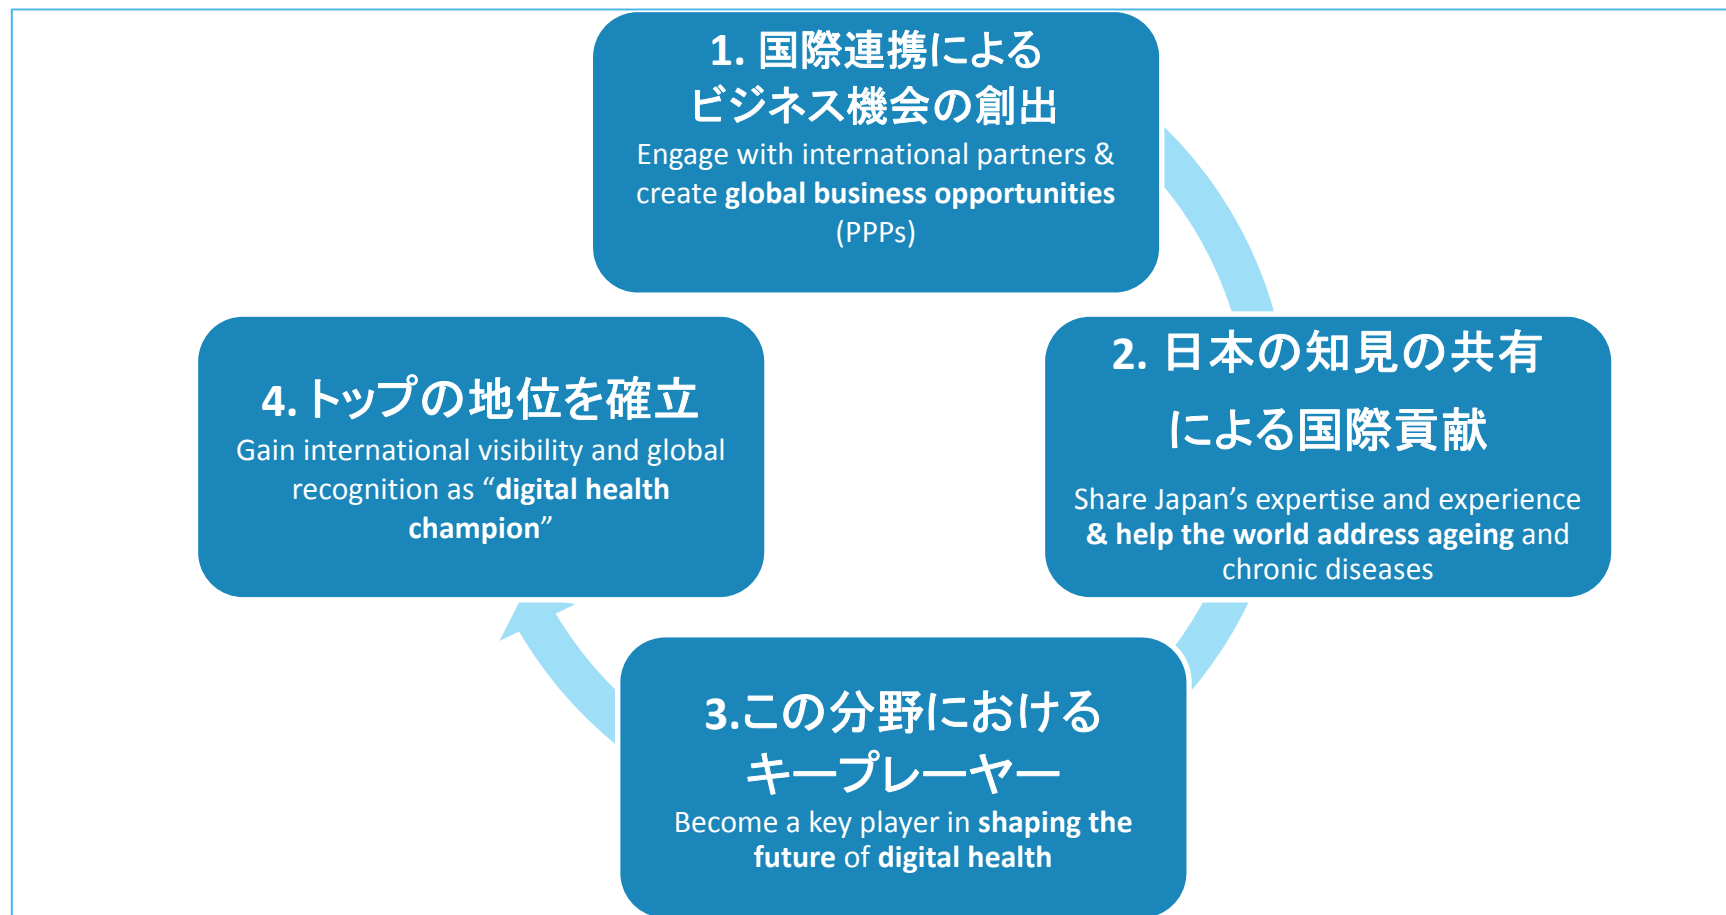 1. 国際連携による
ビジネス機会の創出
Engage with international partners &
create global business opportunities
(PPPs)
2. 日本の知見の共有
による国際貢献
Share Japan’s expertise and experience
& help the world address ageing and
chronic diseases
3.この分野における
キープレーヤー
Become a key player in shaping the
future of digital health
4.トップの地位を確立
Gain international visibility and global
recognition as “digital health
champion”